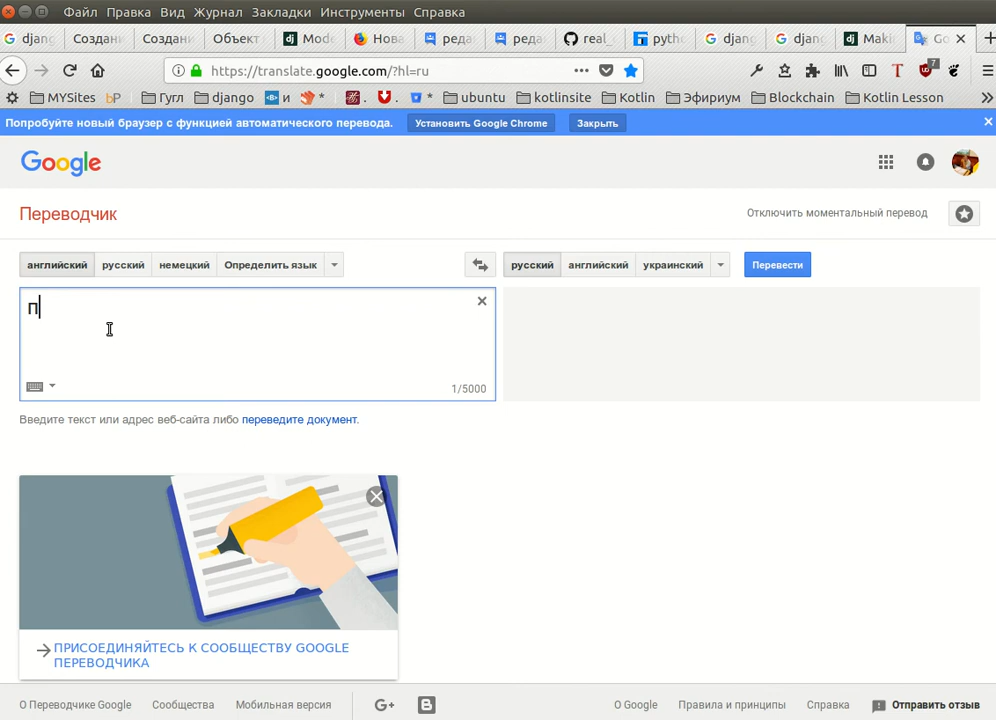 Файл Правка Вид Журнал Закладки Инструменты Справка
djang Создани Создани Объект Mode Нова реда реда real_ pytho djang djang Maki Go
https://translate.google.com/?hl=ru 7
MYSites bP Гугл django и * . . * ubuntu kotlinsite Kotlin Эфириум Blockchain Kotlin Lesson
Попробуйте новый браузер с функцией автоматического перевода. Установить Google Chrome Закрыть
Google
Переводчик Отключить моментальный перевод
английский русский немецкий Определить язык русский английский украинский Перевести
П
1/5000
Введите текст или адрес веб-сайта либо переведите документ.
ПРИСОЕДИНЯЙТЕСЬ К СООБЩЕСТВУ GOOGLE
ПЕРЕВОДЧИКА
О Переводчике Google Сообщества Мобильная версия G+ B О Google Правила и принципы Справка Отправить отзыв